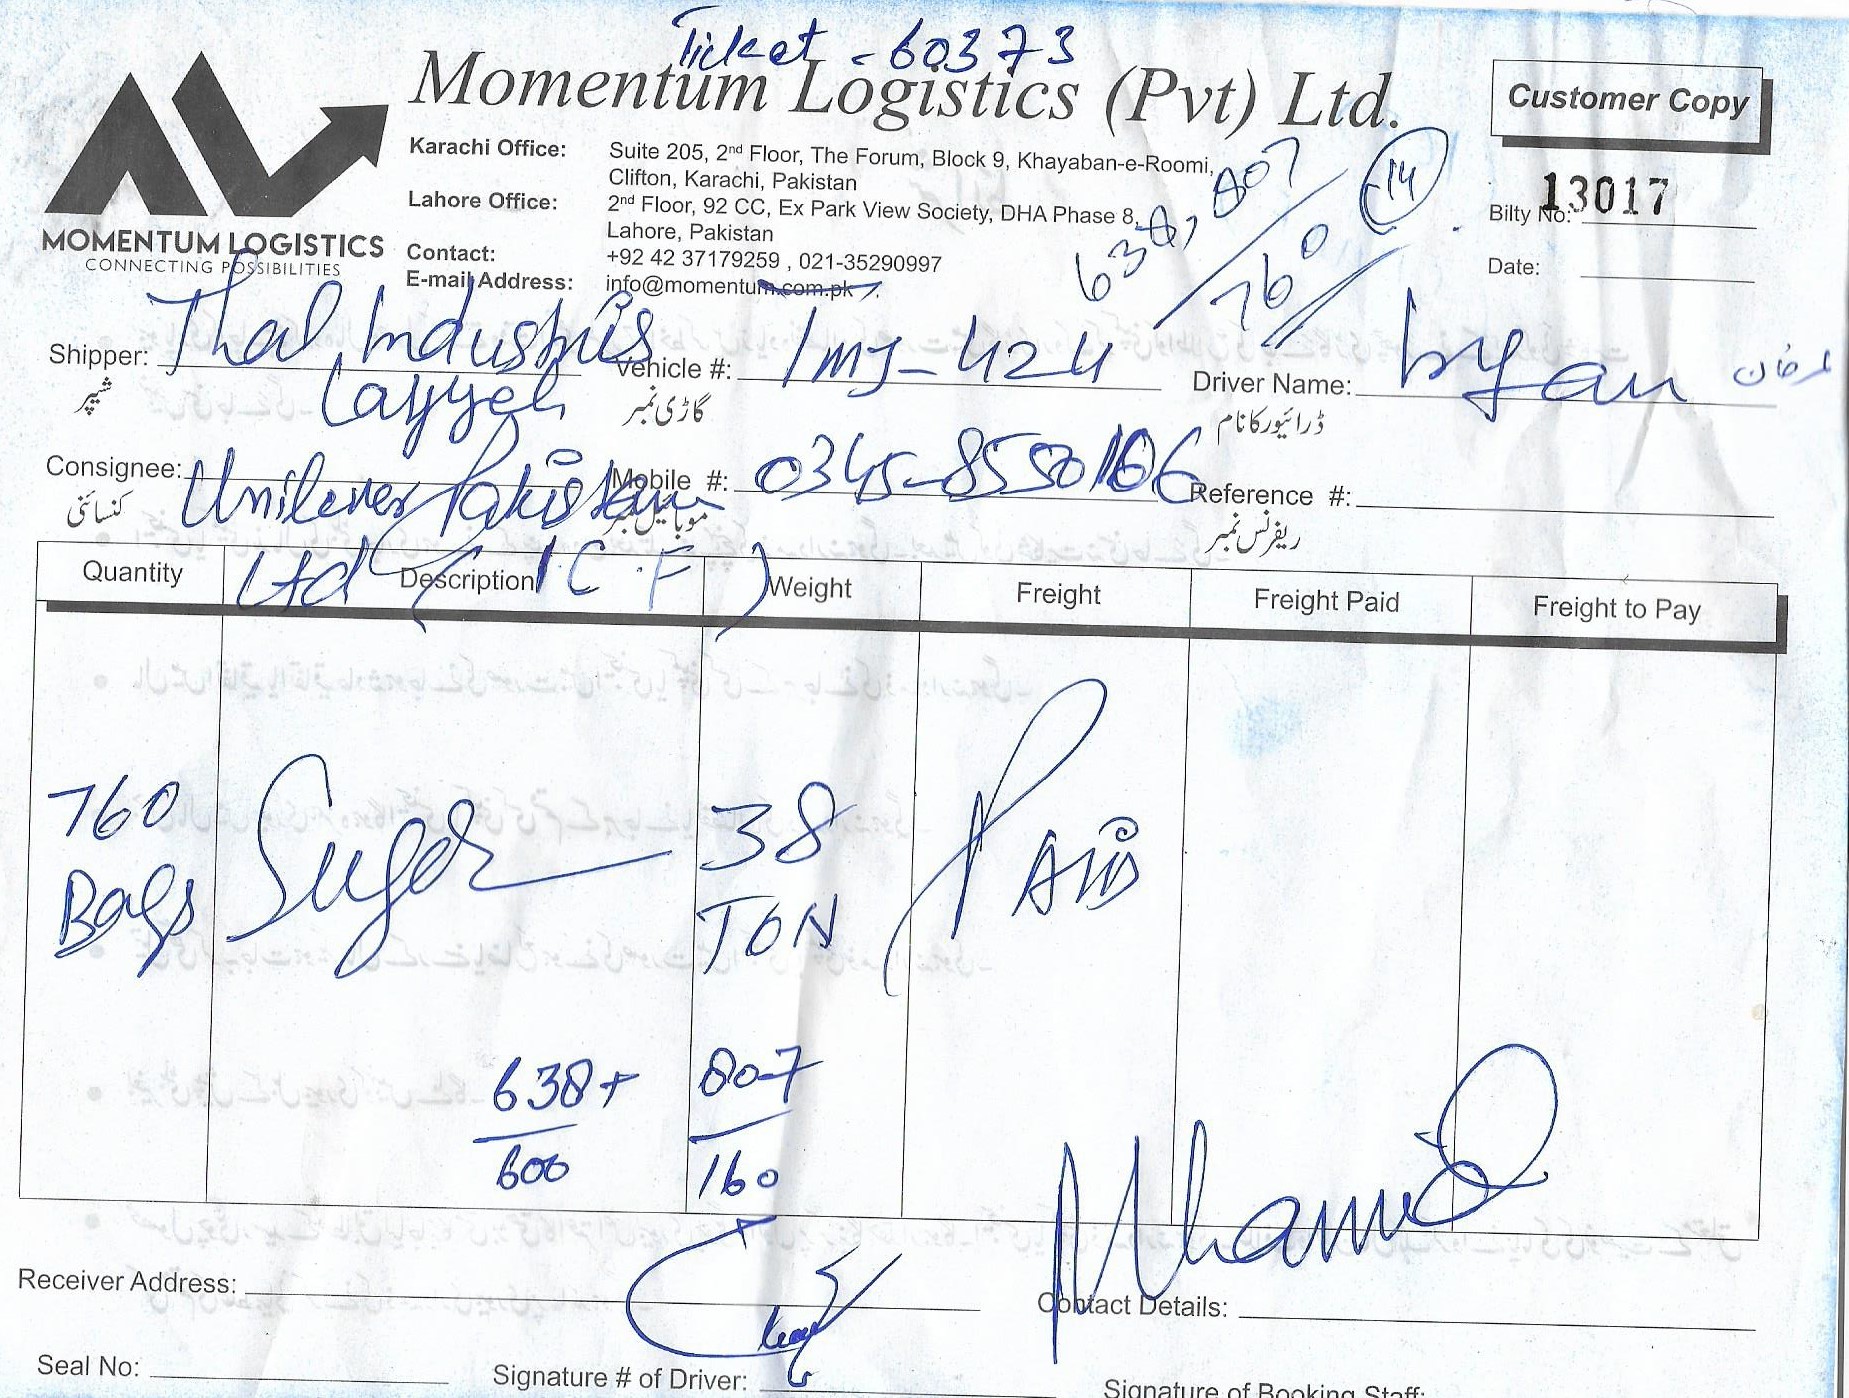 Ticket - 60373
Momentum Logistics (Pvt) Ltd.
Customer Copy
MOMENTUM LOGISTICS
CONNECTING POSSIBILITIES
Karachi Office: Suite 205, 2nd Floor, The Forum, Block 9, Khayaban-e-Roomi,
Clifton, Karachi, Pakistan
Lahore Office: 2nd Floor, 92 CC, Ex Park View Society, DHA Phase 8,
Lahore, Pakistan
Contact: +92 42 37179259 , 021-35290997
E-mail Address: info@momentum.com.pk
638, 807
760
14
Bilty No: 13017
Date:
Shipper: Thal Industries
Layyah
شپر
Vehicle #: 424
گاڑی نمبر
Driver Name:
ڈرائیور کا نام
Consignee: Unilever Pakistan
Ltd ( ICF )
کنسائنی
Mobile #:
موبائیل نمبر
Reference #:
ریفرنس نمبر
Quantity Description Weight Freight Freight Paid Freight to Pay
760 Sugar 38 PAID
Bags TON
638+ 807
600 160
Receiver Address: Contact Details:
Seal No: Signature # of Driver: Signature of Booking Staff: